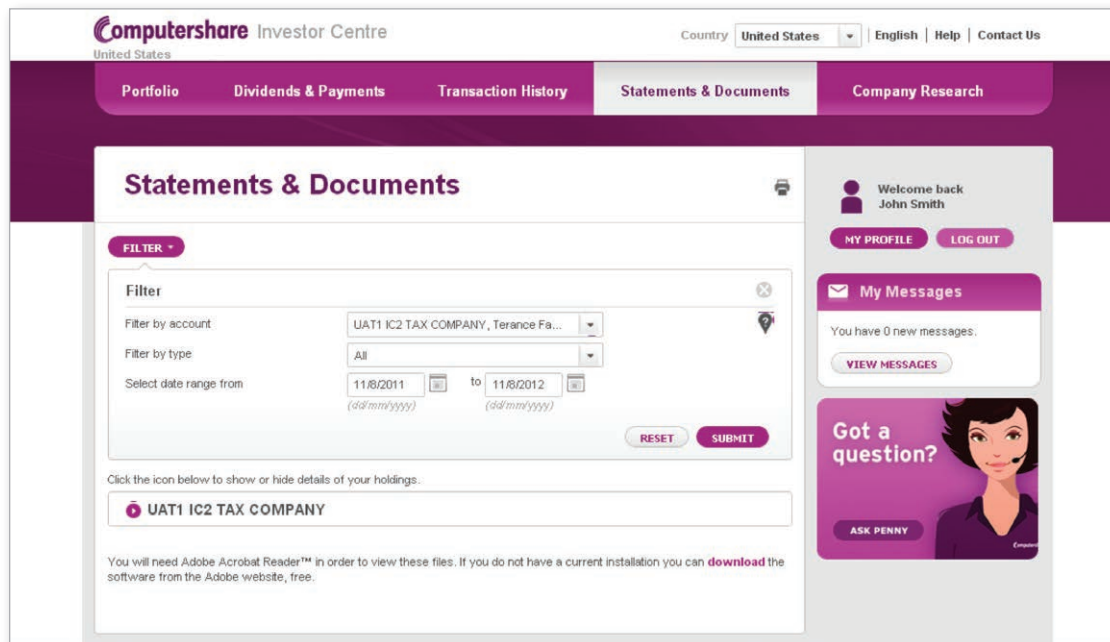 Computershare Investor Centre
United States
Country United States English | Help | Contact Us
Portfolio Dividends & Payments Transaction History Statements & Documents Company Research
Statements & Documents
Welcome back
John Smith
MY PROFILE LOG OUT
FILTER
Filter
Filter by account UAT1 IC2 TAX COMPANY, Terance Fa...
Filter by type All
Select date range from 11/8/2011 to 11/8/2012
(dd/mm/yyyy) (dd/mm/yyyy)
RESET SUBMIT
Click the icon below to show or hide details of your holdings.
UAT1 IC2 TAX COMPANY
You will need Adobe Acrobat Reader™ in order to view these files. If you do not have a current installation you can download the
software from the Adobe website, free.
My Messages
You have 0 new messages.
VIEW MESSAGES
Got a
question?
ASK PENNY